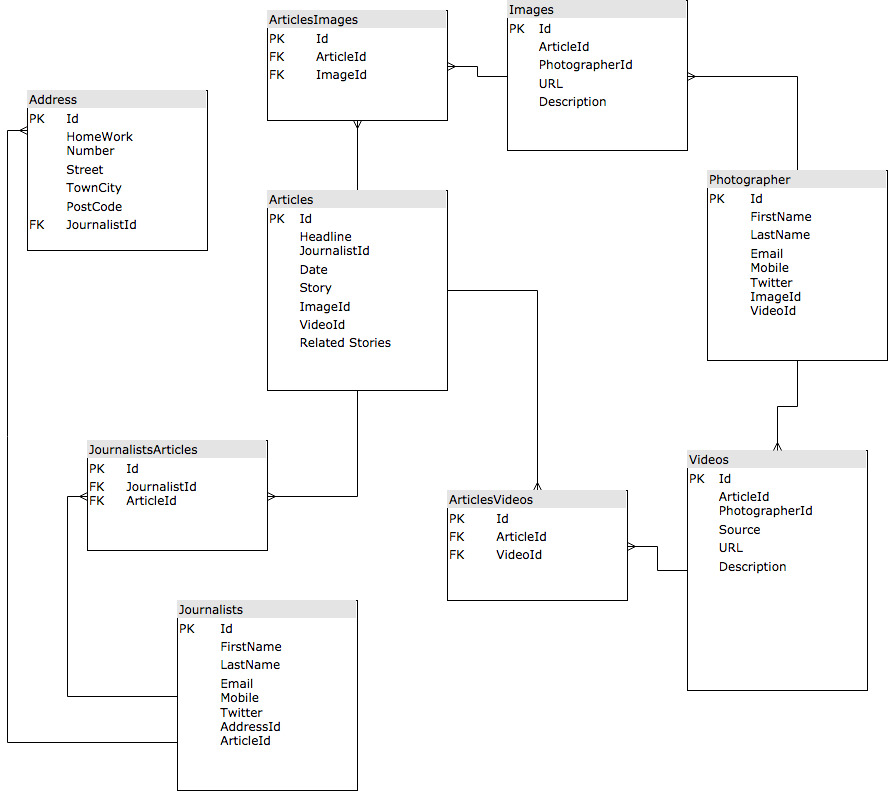 ArticlesImages
PK Id
FK ArticleId
FK ImageId
Images
PK Id
ArticleId
PhotographerId
URL
Description
Address
PK Id
HomeWork
Number
Street
TownCity
PostCode
FK JournalistId
Articles
PK Id
Headline
JournalistId
Date
Story
ImageId
VideoId
Related Stories
Photographer
PK Id
FirstName
LastName
Email
Mobile
Twitter
ImageId
VideoId
JournalistsArticles
PK Id
FK JournalistId
FK ArticleId
ArticlesVideos
PK Id
FK ArticleId
FK VideoId
Videos
PK Id
ArticleId
PhotographerId
Source
URL
Description
Journalists
PK Id
FirstName
LastName
Email
Mobile
Twitter
AddressId
ArticleId